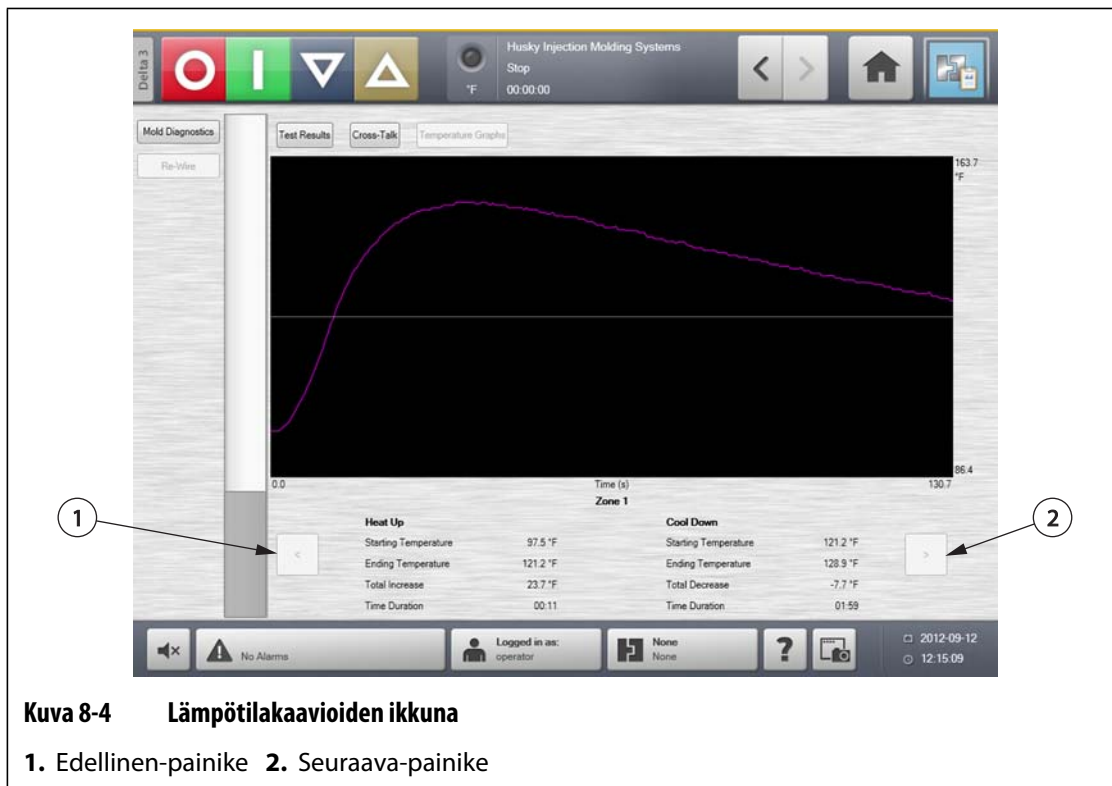 Delta 3
°F
Husky Injection Molding Systems
Stop
00:00:00
Mold Diagnostics
Re-Wire
Test Results
Cross-Talk
Temperature Graphs
163.7
°F
86.4
0.0
Time (s)
130.7
Zone 1
1
2
<
>
Heat Up
Starting Temperature 97.5 °F
Ending Temperature 121.2 °F
Total Increase 23.7 °F
Time Duration 00:11
Cool Down
Starting Temperature 121.2 °F
Ending Temperature 128.9 °F
Total Decrease -7.7 °F
Time Duration 01:59
No Alarms
Logged in as:
operator
None
None
?
2012-09-12
12:15:09
Kuva 8-4 Lämpötilakaavioiden ikkuna
1. Edellinen-painike 2. Seuraava-painike